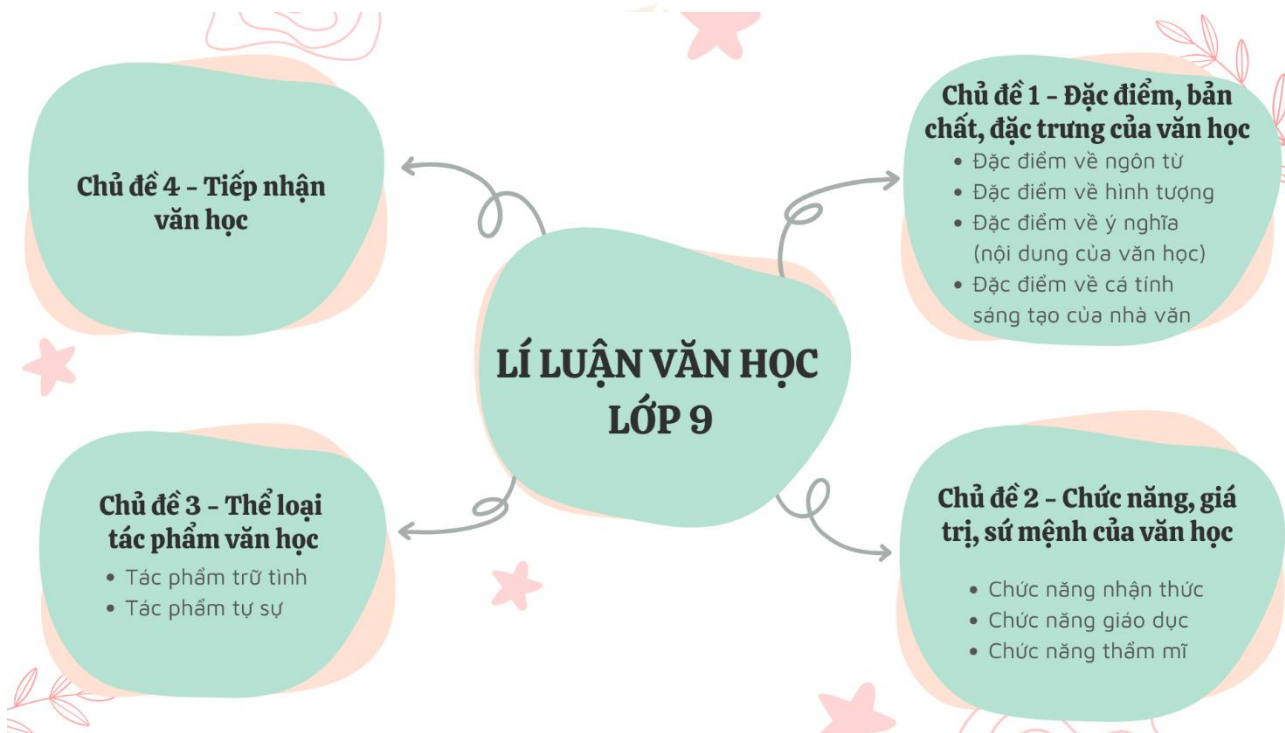 LÍ LUẬN VĂN HỌC
LỚP 9
Chủ đề 1 - Đặc điểm, bản
chất, đặc trưng của văn học
• Đặc điểm về ngôn từ
• Đặc điểm về hình tượng
• Đặc điểm về ý nghĩa
(nội dung của văn học)
• Đặc điểm về cá tính
sáng tạo của nhà văn
Chủ đề 2 - Chức năng, giá
trị, sứ mệnh của văn học
• Chức năng nhận thức
• Chức năng giáo dục
• Chức năng thẩm mĩ
Chủ đề 3 - Thể loại
tác phẩm văn học
• Tác phẩm trữ tình
• Tác phẩm tự sự
Chủ đề 4 - Tiếp nhận
văn học